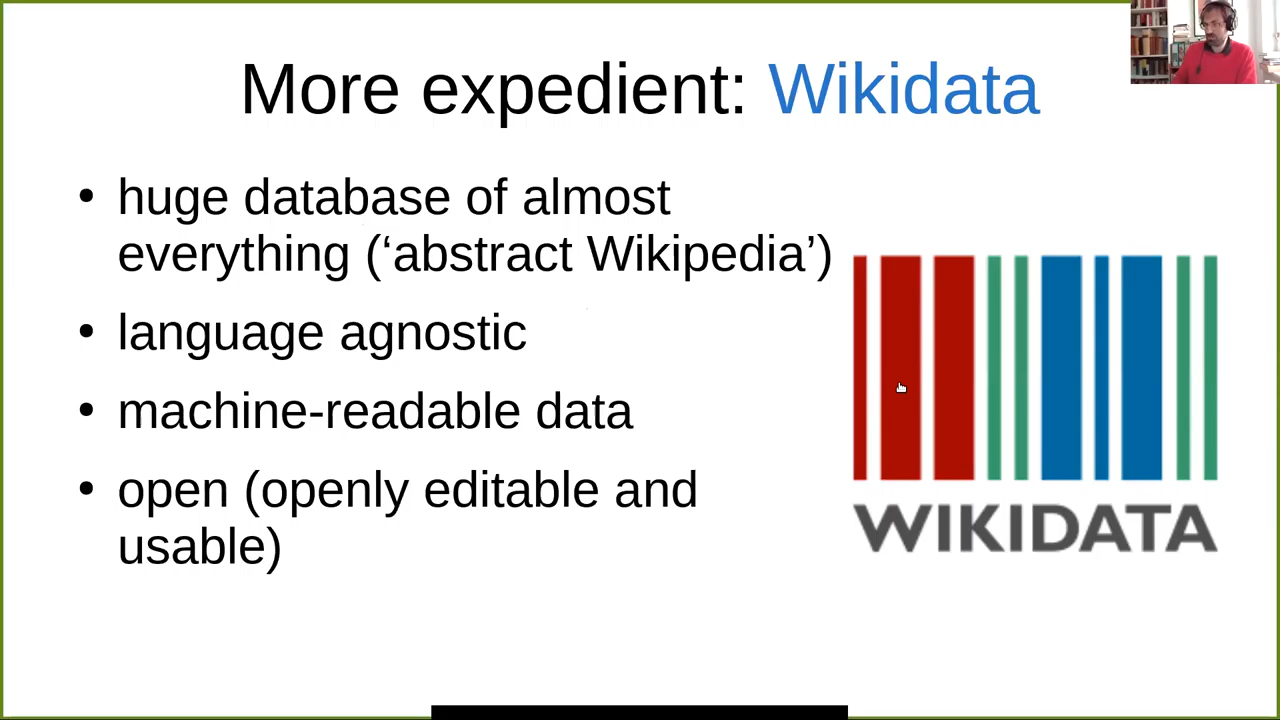 More expedient: Wikidata
• huge database of almost
everything (‘abstract Wikipedia’)
• language agnostic
• machine-readable data
• open (openly editable and
usable)
WIKIDATA